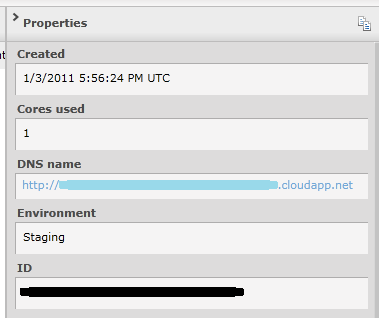 Properties
Created
1/3/2011 5:56:24 PM UTC
Cores used
1
DNS name
http:// .cloudapp.net
Environment
Staging
ID